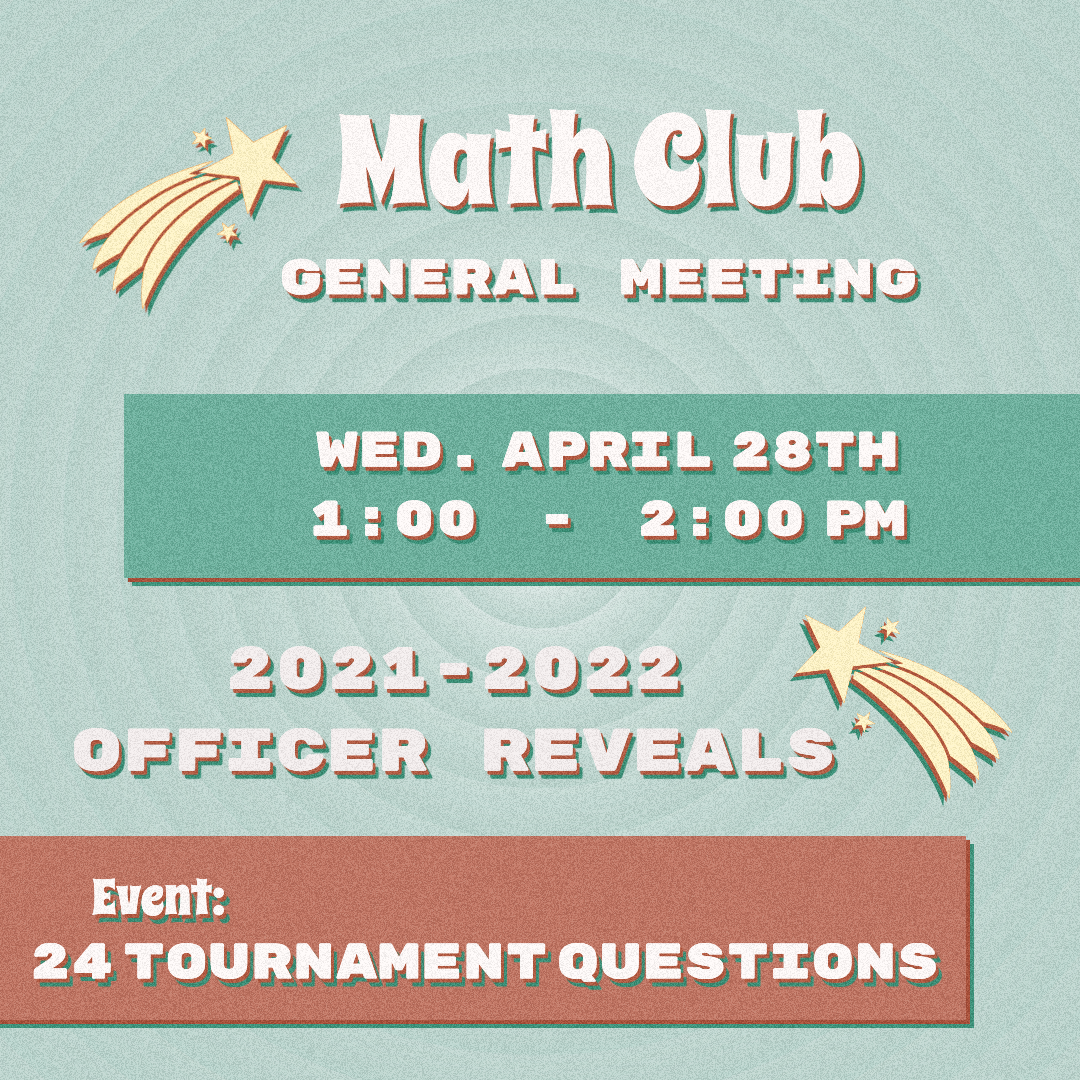 Math Club
GENERAL MEETING
WED. APRIL 28TH
1:00 - 2:00 PM
2021-2022
OFFICER REVEALS
Event:
24 TOURNAMENT QUESTIONS